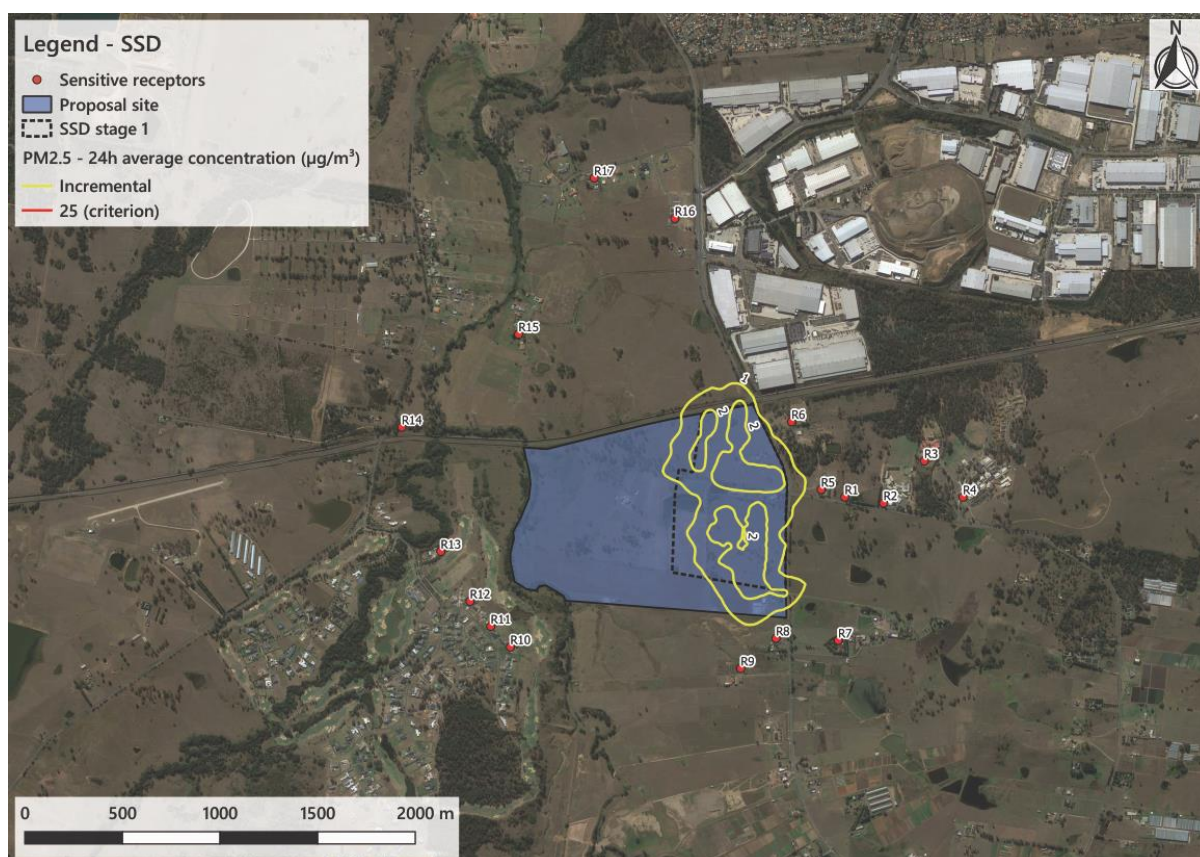 Legend - SSD
Sensitive receptors
Proposal site
SSD stage 1
PM2.5 - 24h average concentration (µg/m³)
Incremental
25 (criterion)
N
R17
R16
R15
1
R14
2
2
R6
R3
R5
R1
R2
R4
2
R13
R12
R11
R10
R8
R7
R9
0 500 1000 1500 2000 m